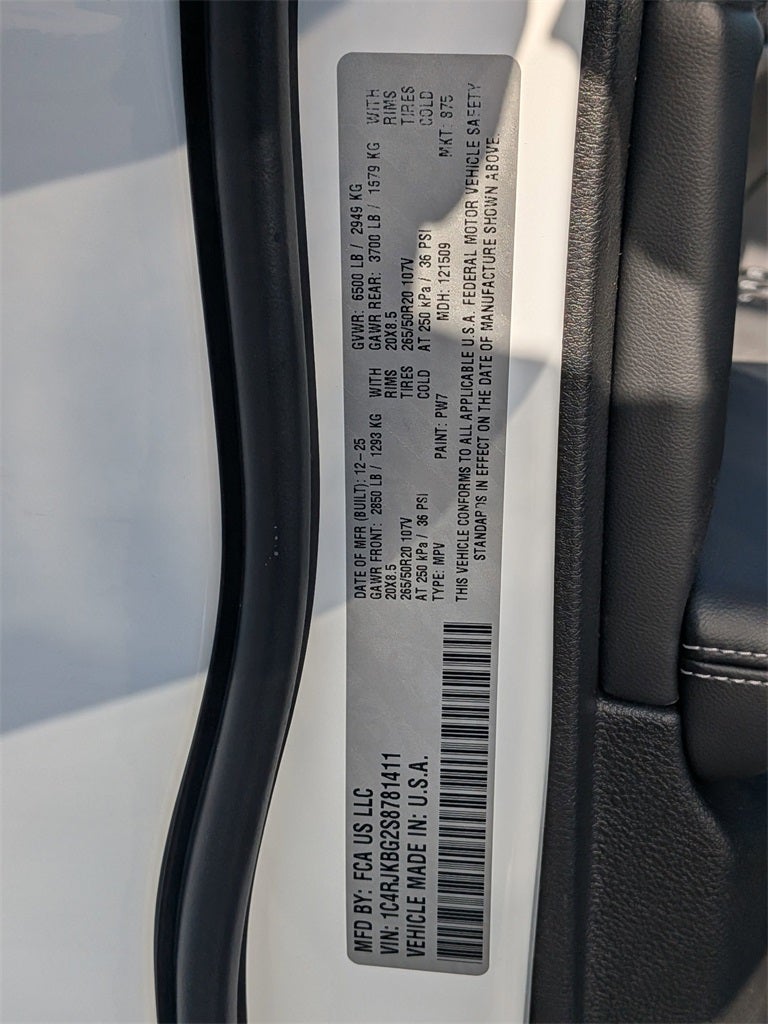 MFD BY: FCA US LLC
VIN: 1C4RJKBG2S8781411
VEHICLE MADE IN: U.S.A.
DATE OF MFR (BUILT): 12-25 GVWR: 6500 LB / 2949 KG
GAWR FRONT: 2850 LB / 1293 KG WITH GAWR REAR: 3700 LB / 1579 KG WITH
20X8.5 RIMS 20X8.5 RIMS
265/50R20 107V TIRES 265/50R20 107V TIRES
AT 250 kPa / 36 PSI COLD AT 250 kPa / 36 PSI COLD
TYPE: MPV PAINT: PW7 MDH: 121509 MKT: 875
THIS VEHICLE CONFORMS TO ALL APPLICABLE U.S.A. FEDERAL MOTOR VEHICLE SAFETY
STANDARDS IN EFFECT ON THE DATE OF MANUFACTURE SHOWN ABOVE.